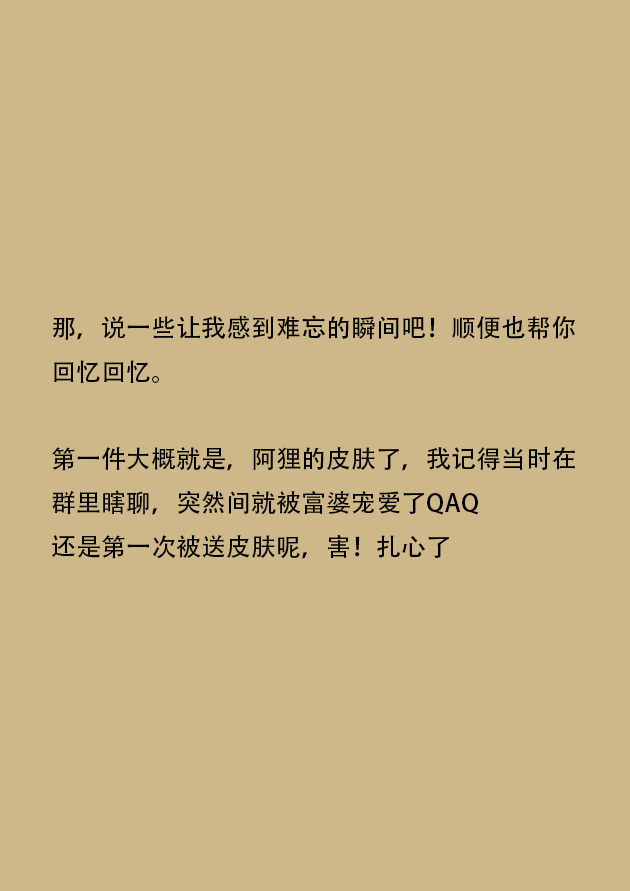 那，说一些让我感到难忘的瞬间吧！顺便也帮你
回忆回忆。
第一件大概就是，阿狸的皮肤了，我记得当时在
群里瞎聊，突然间就被富婆宠爱了QAQ
还是第一次被送皮肤呢，害！扎心了